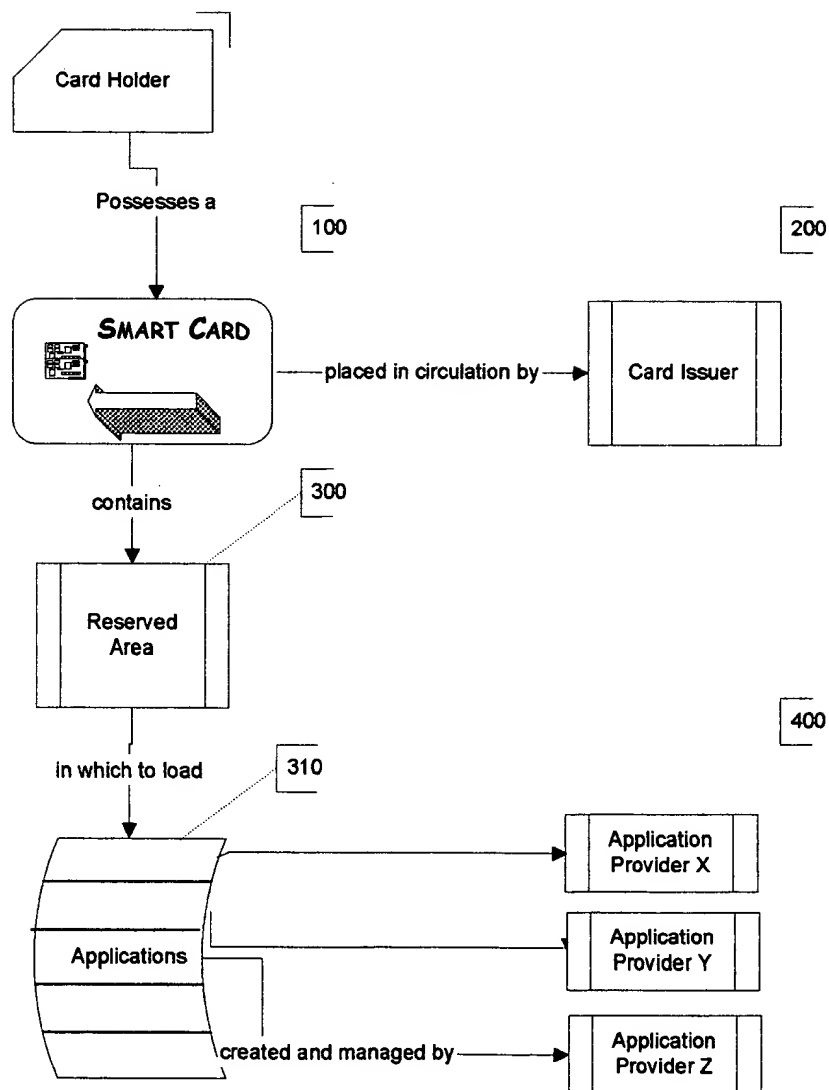 Card Holder
Possesses a
100
200
SMART CARD
placed in circulation by
Card Issuer
contains
300
Reserved
Area
400
in which to load
310
Application
Provider X
Applications
Application
Provider Y
created and managed by
Application
Provider Z